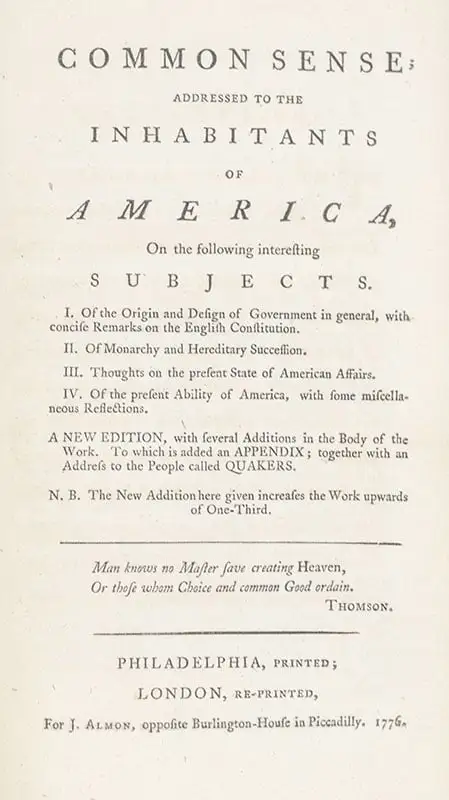 COMMON SENSE;
ADDRESSED TO THE
INHABITANTS
OF
AMERICA,
On the following intereſting
SUBJECTS.
I. Of the Origin and Deſign of Government in general, with
conciſe Remarks on the Engliſh Conſtitution.
II. Of Monarchy and Hereditary Succeſſion.
III. Thoughts on the preſent State of American Affairs.
IV. Of the preſent Ability of America, with ſome miſcella-
neous Reflections.
A NEW EDITION, with ſeveral Additions in the Body of the
Work. To which is added an APPENDIX; together with an
Addreſs to the People called QUAKERS.
N. B. The New Addition here given increaſes the Work upwards
of One-Third.
Man knows no Maſter ſave creating Heaven,
Or thoſe whom Choice and common Good ordain.
THOMSON.
PHILADELPHIA, PRINTED;
LONDON, RE-PRINTED,
For J. ALMON, oppoſite Burlington-Houſe in Piccadilly. 1776.